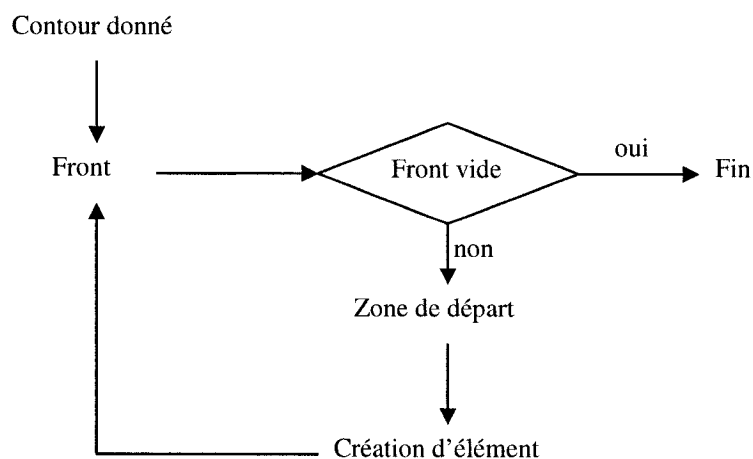 Contour donné
Front
Front vide
oui
Fin
non
Zone de départ
Création d'élément